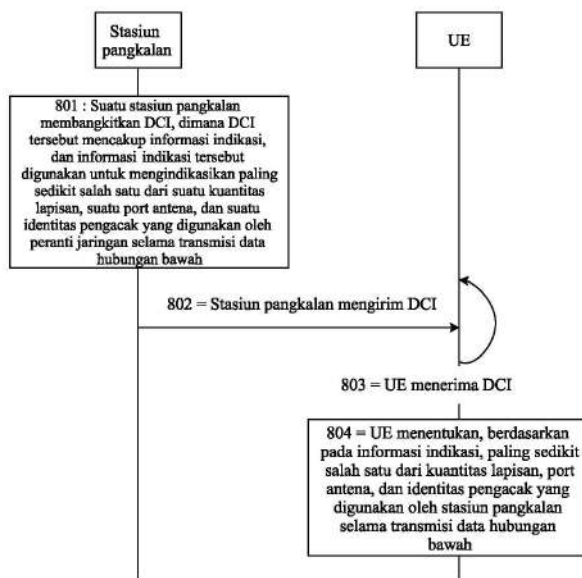 Stasiun
pangkalan
UE
801 : Suatu stasiun pangkalan
membangkitkan DCI, dimana DCI
tersebut mencakup informasi indikasi,
dan informasi indikasi tersebut
digunakan untuk mengindikasikan paling
sedikit salah satu dari suatu kuantitas
lapisan, suatu port antena, dan suatu
identitas pengacak yang digunakan oleh
peranti jaringan selama transmisi data
hubungan bawah
802 = Stasiun pangkalan mengirim DCI
803 = UE menerima DCI
804 = UE menentukan, berdasarkan
pada informasi indikasi, paling sedikit
salah satu dari kuantitas lapisan, port
antena, dan identitas pengacak yang
digunakan oleh stasiun pangkalan
selama transmisi data hubungan
bawah